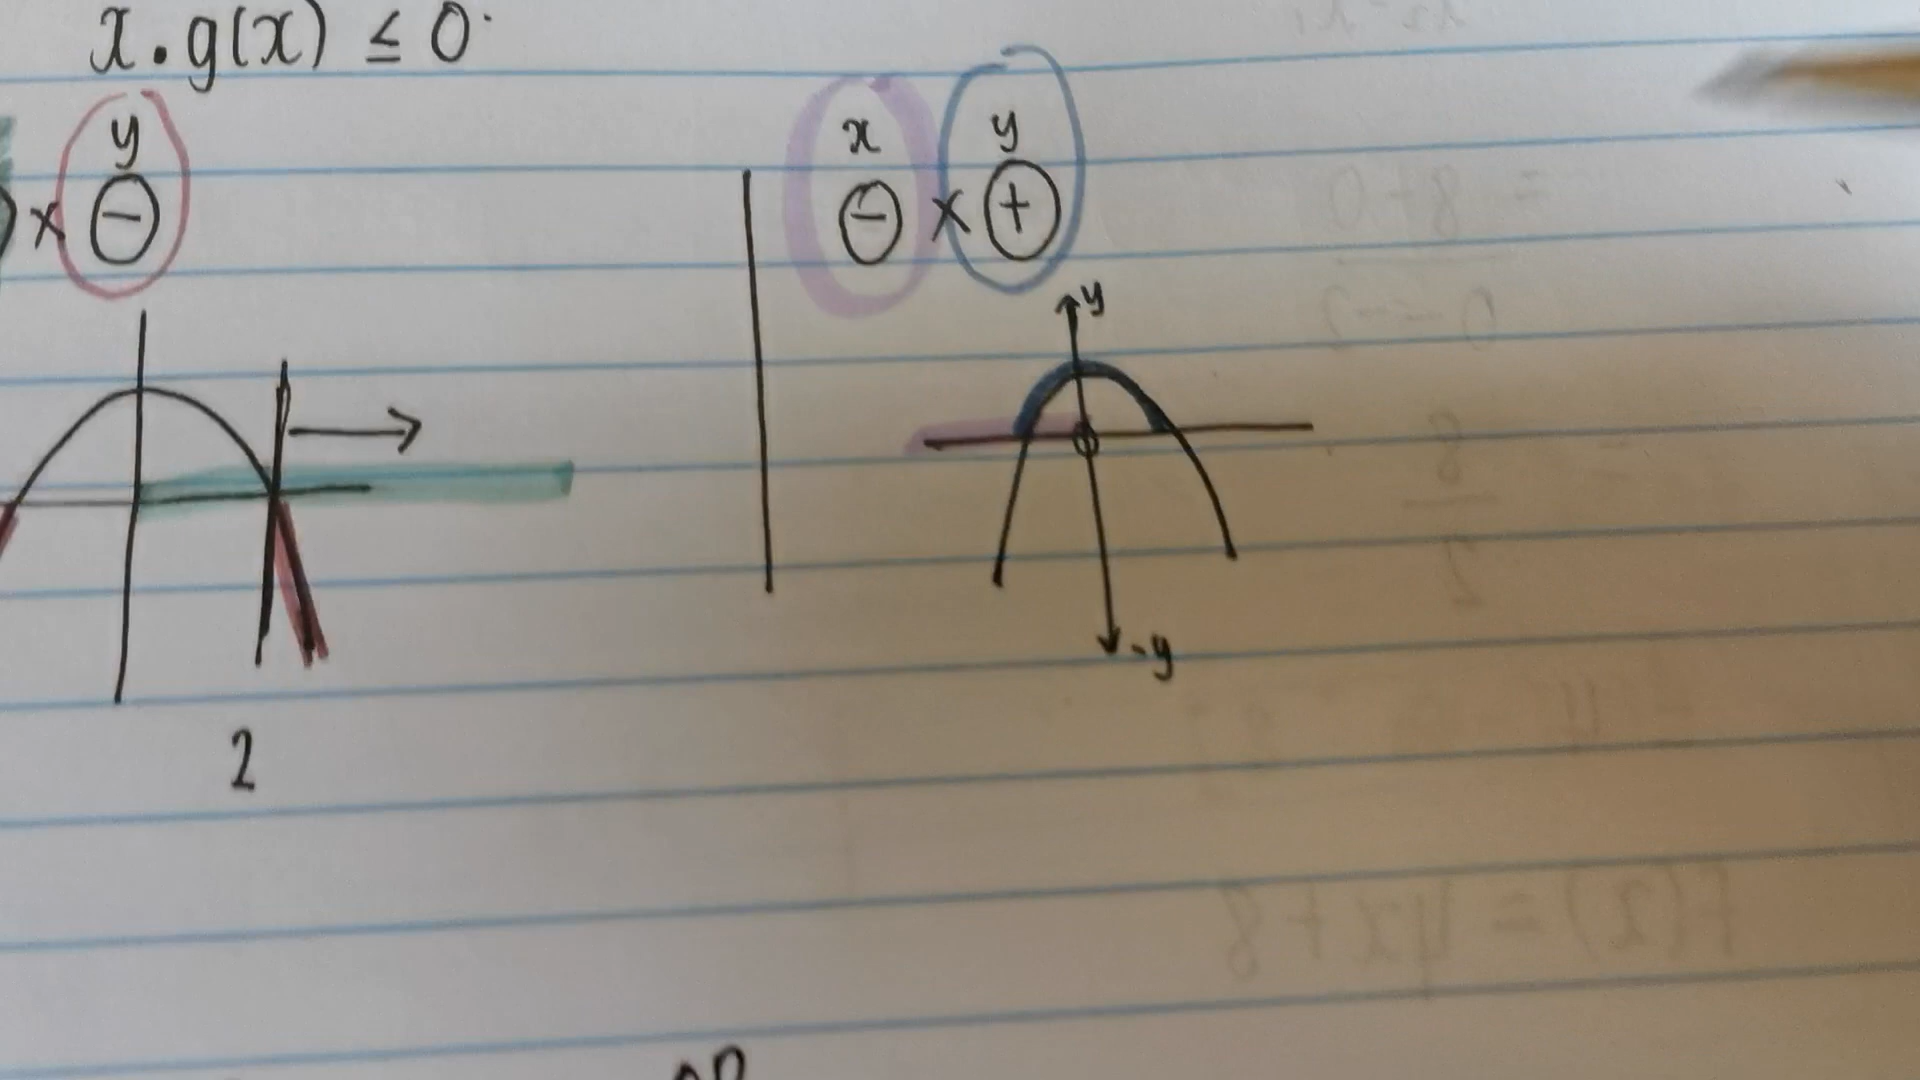 x・g(x) ≤ 0
y
x y
× ⊖
⊖ × ⊕
y
-y
2